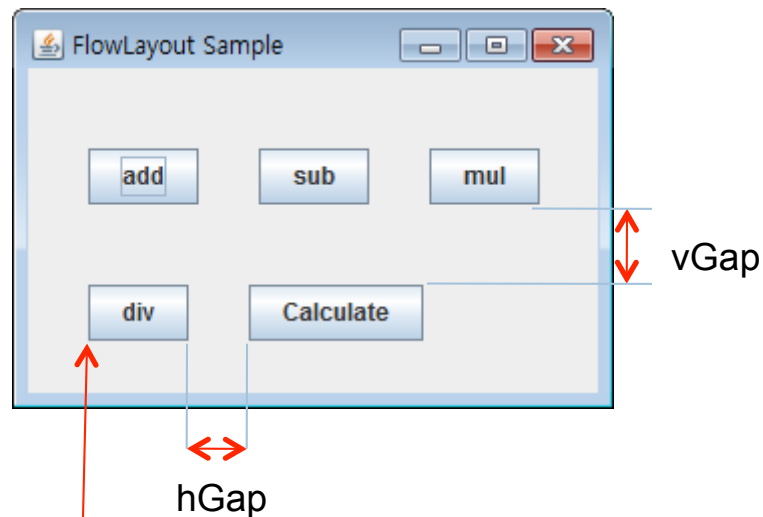 FlowLayout Sample
add sub mul
vGap
div Calculate
hGap